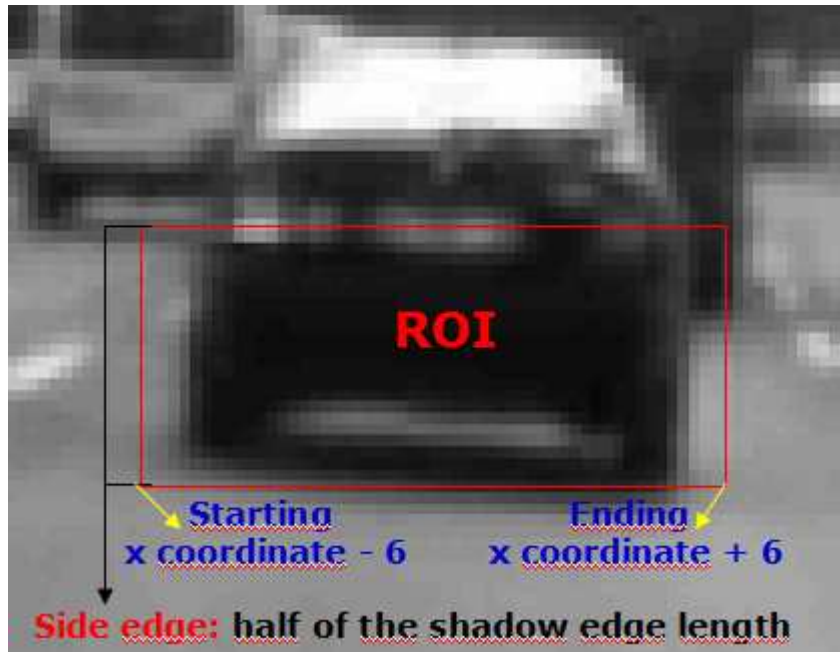 ROI
Starting
x coordinate - 6
Ending
x coordinate + 6
Side edge: half of the shadow edge length